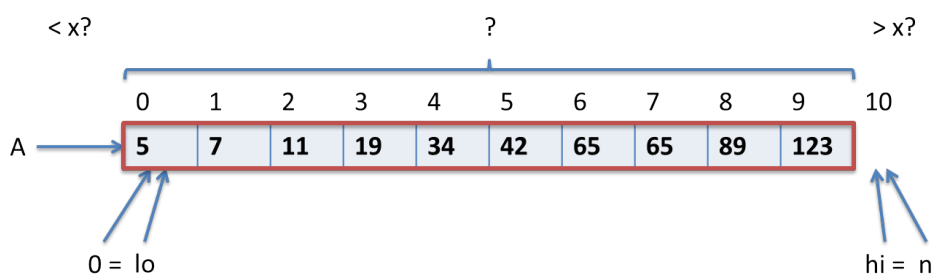 < x? ? > x?
0 1 2 3 4 5 6 7 8 9 10
A 5 7 11 19 34 42 65 65 89 123
0 = lo hi = n